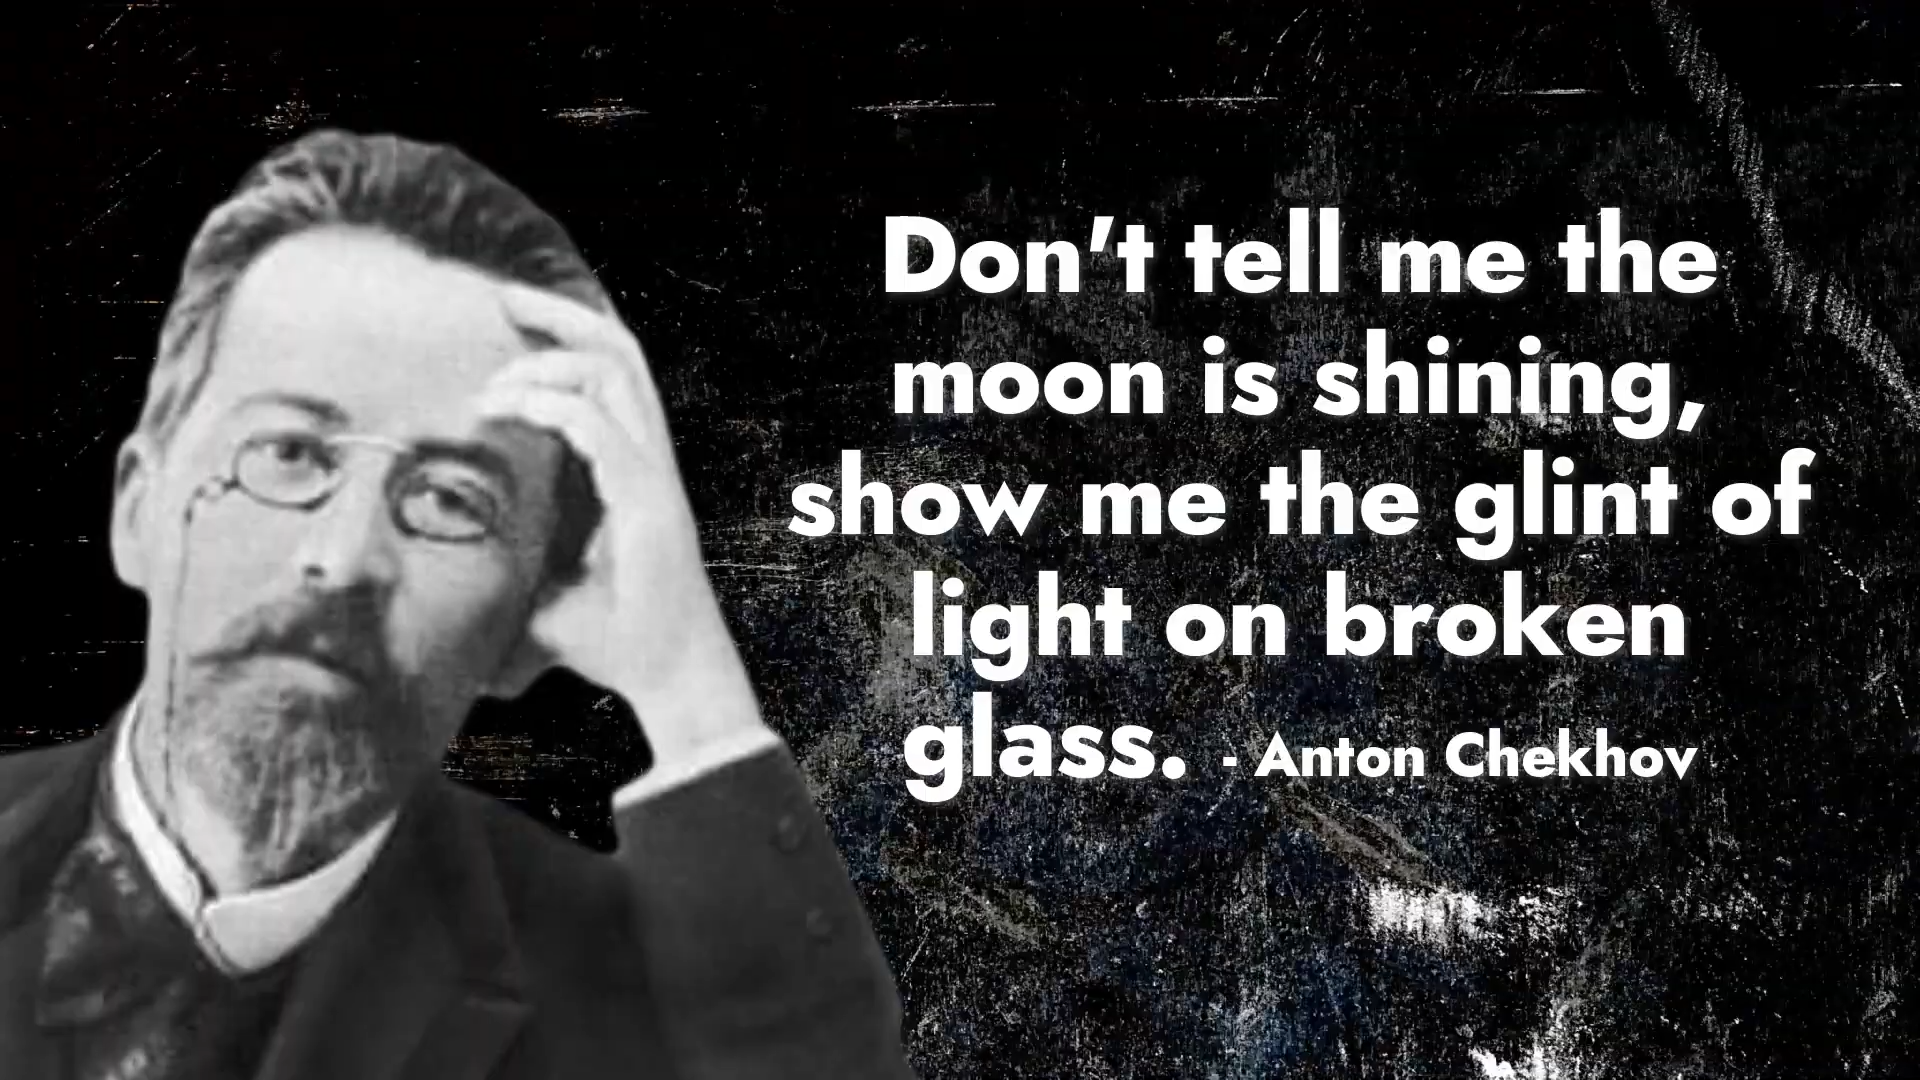 Don't tell me the
moon is shining,
show me the glint of
light on broken
glass. - Anton Chekhov